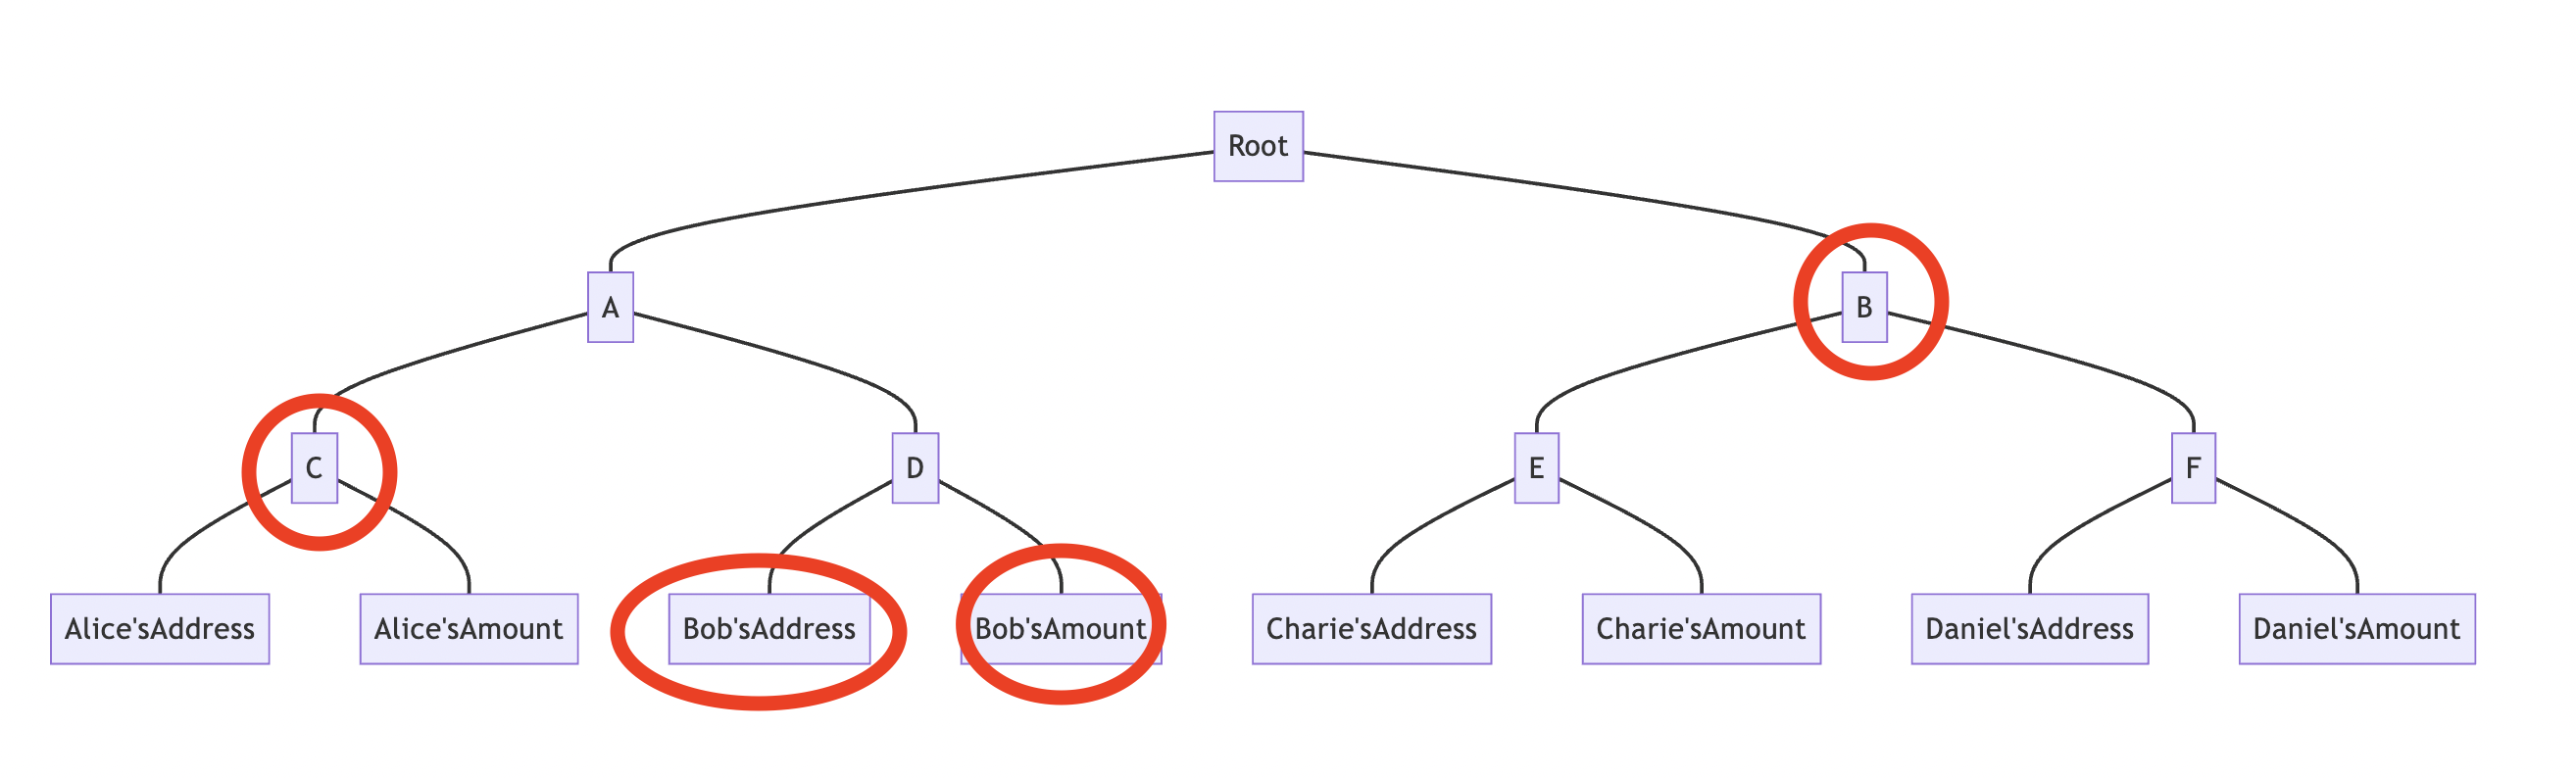 Root
A
B
C
D
E
F
Alice'sAddress
Alice'sAmount
Bob'sAddress
Bob'sAmount
Charie'sAddress
Charie'sAmount
Daniel'sAddress
Daniel'sAmount